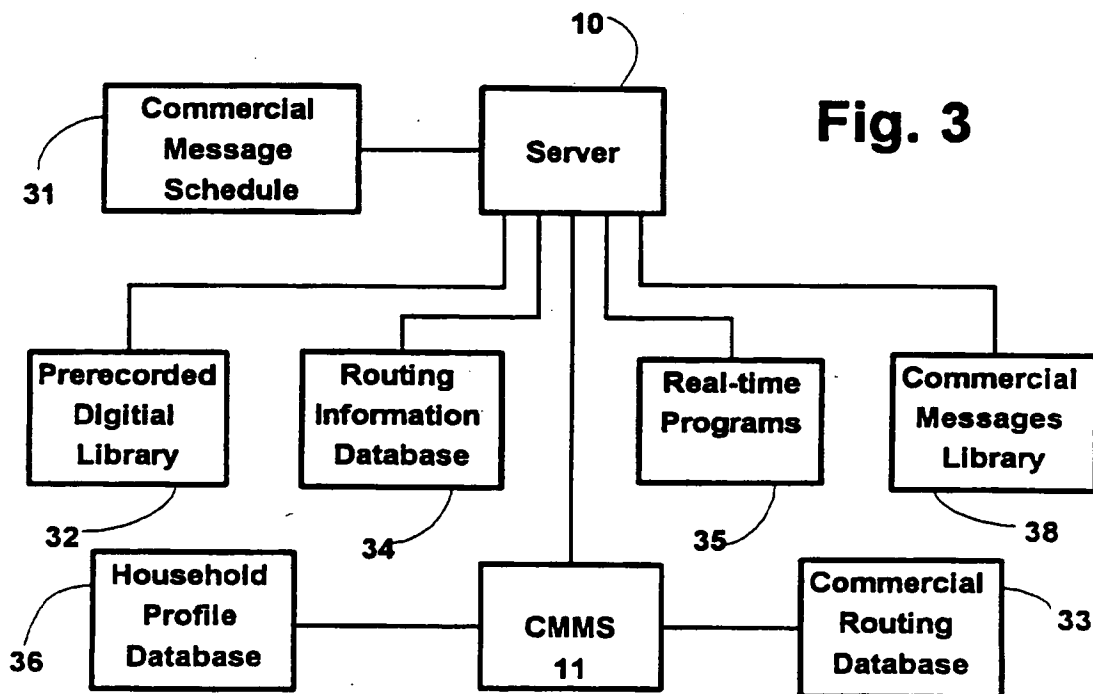 10
Commercial
Message
Schedule
31
Server
Fig. 3
Prerecorded
Digitial
Library
32
Routing
Information
Database
34
Real-time
Programs
35
Commercial
Messages
Library
38
Household
Profile
Database
36
CMMS
11
Commercial
Routing
Database
33